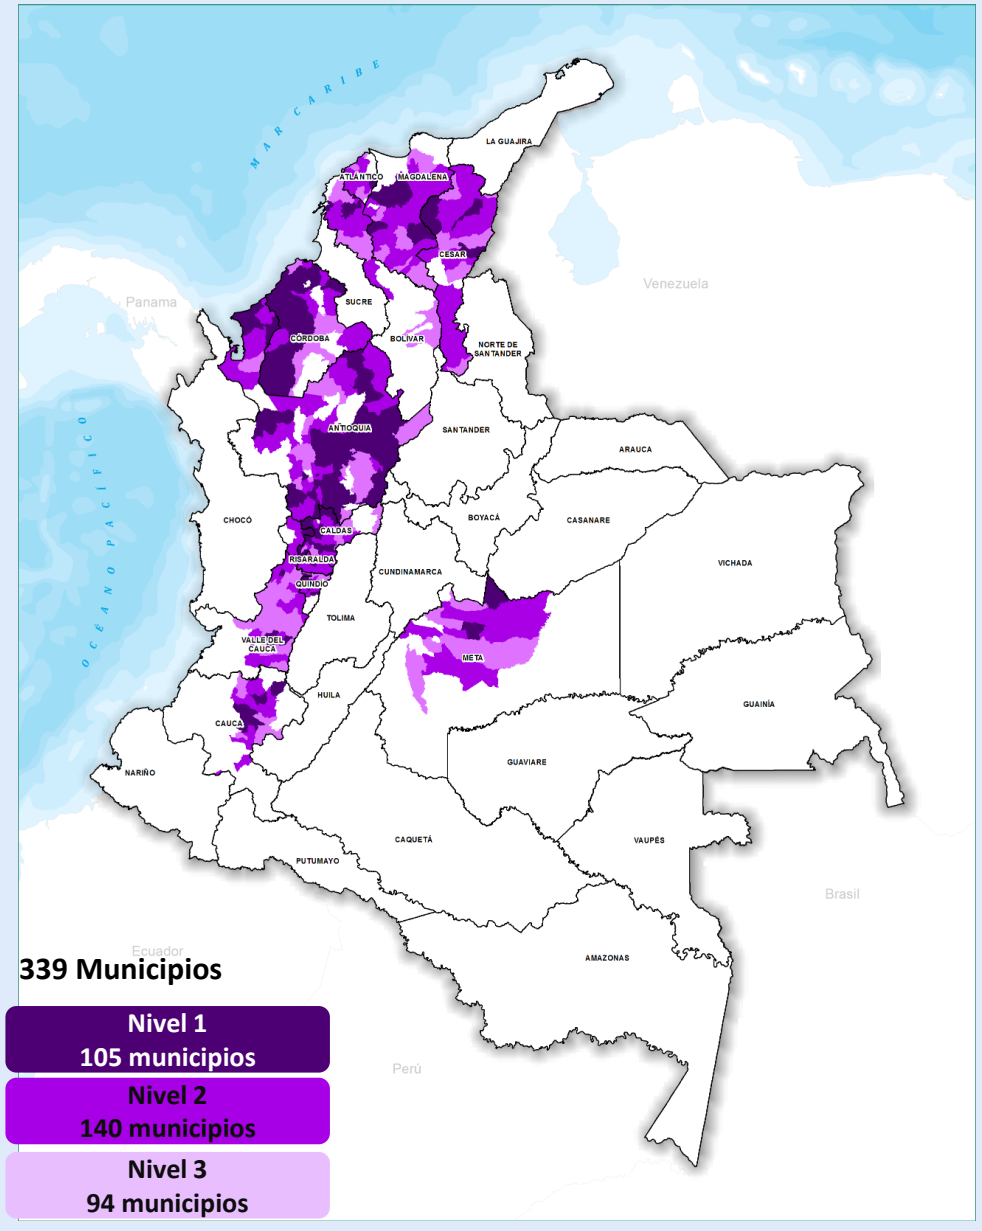 MAR CARIBE
LA GUAJIRA
ATLÁNTICO
MAGDALENA
CESAR
Venezuela
Panama
SUCRE
CÓRDOBA
BOLÍVAR
NORTE DE
SANTANDER
ANTIOQUIA
SANTANDER
ARAUCA
OCÉANO PACÍFICO
CHOCÓ
CALDAS
BOYACÁ
CASANARE
RISARALDA
CUNDINAMARCA
VICHADA
QUINDÍO
TOLIMA
VALLE DEL
CAUCA
META
HUILA
GUAINÍA
CAUCA
GUAVIARE
NARIÑO
CAQUETÁ
VAUPÉS
PUTUMAYO
Brasil
Ecuador
AMAZONAS
339 Municipios
Nivel 1
105 municipios
Perú
Nivel 2
140 municipios
Nivel 3
94 municipios